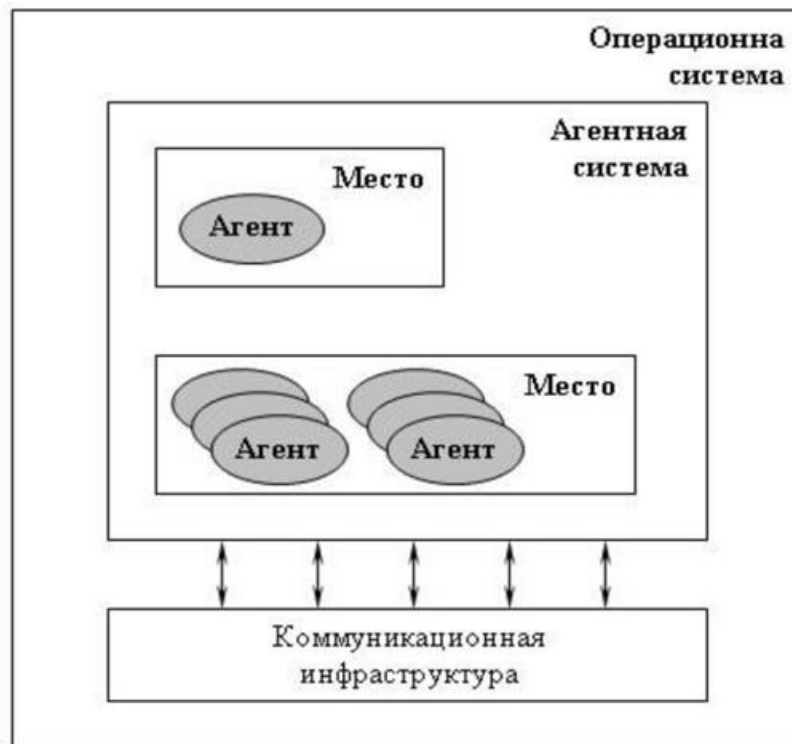 Операционна
система
Агентная
система
Место
Агент
Место
Агент
Агент
Коммуникационная
инфраструктура